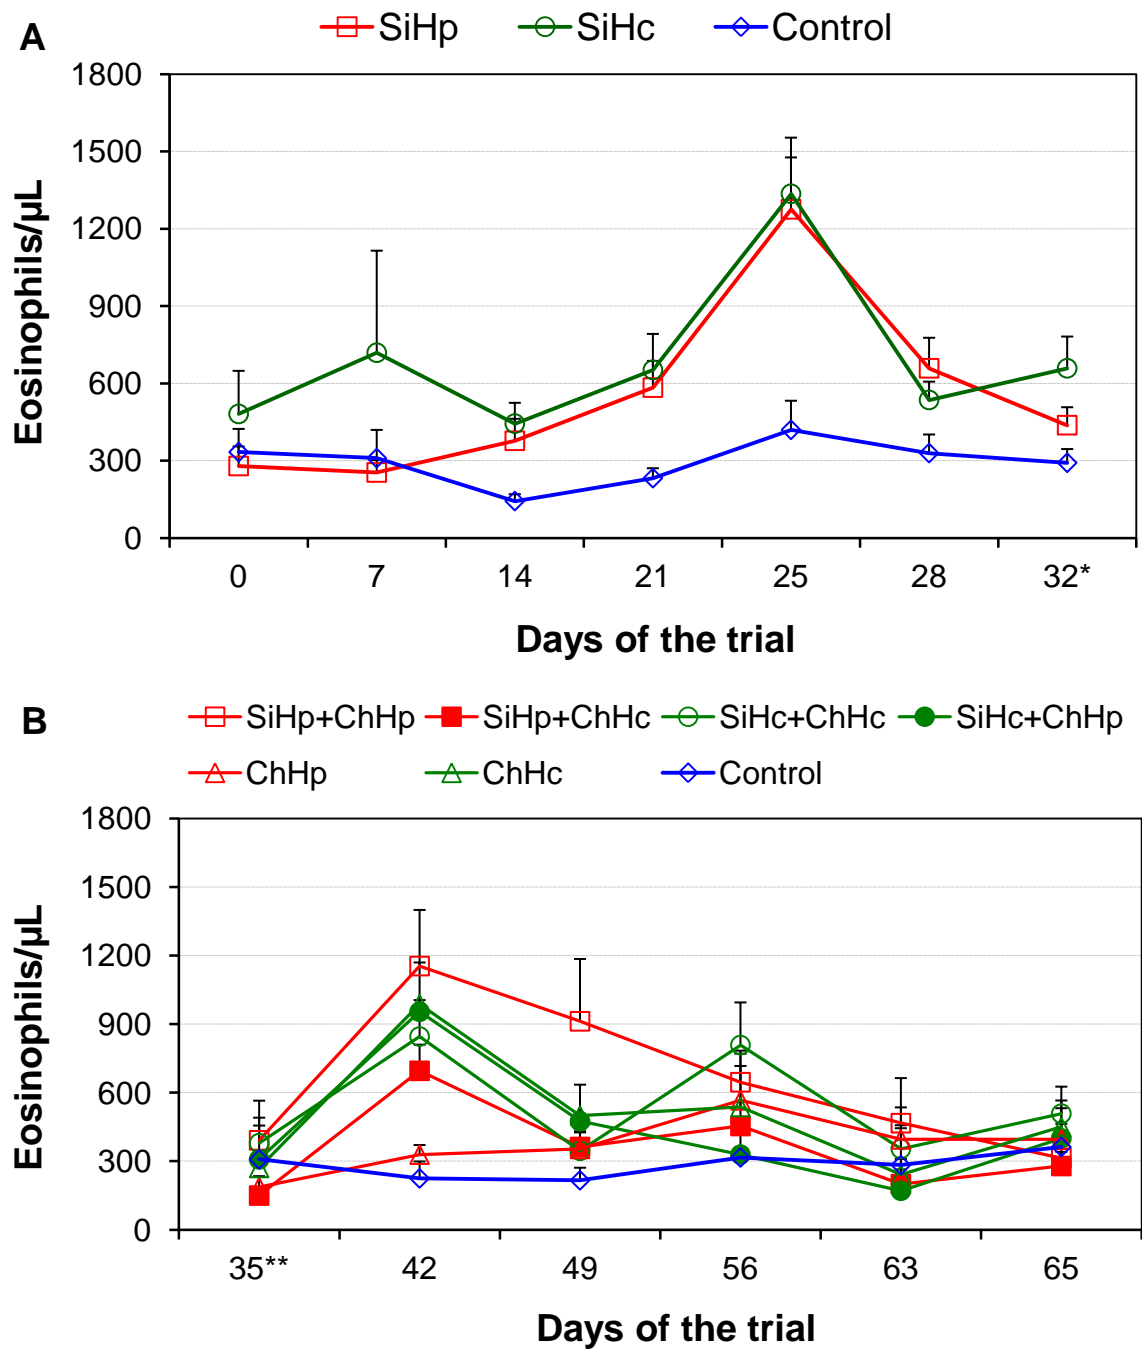 A
SiHp SiHc Control
1800
1500
1200
900
600
300
0
Eosinophils/µL
0 7 14 21 25 28 32*
Days of the trial
B
SiHp+ChHp SiHp+ChHc SiHc+ChHc SiHc+ChHp
ChHp ChHc Control
1800
1500
1200
900
600
300
0
Eosinophils/µL
35** 42 49 56 63 65
Days of the trial